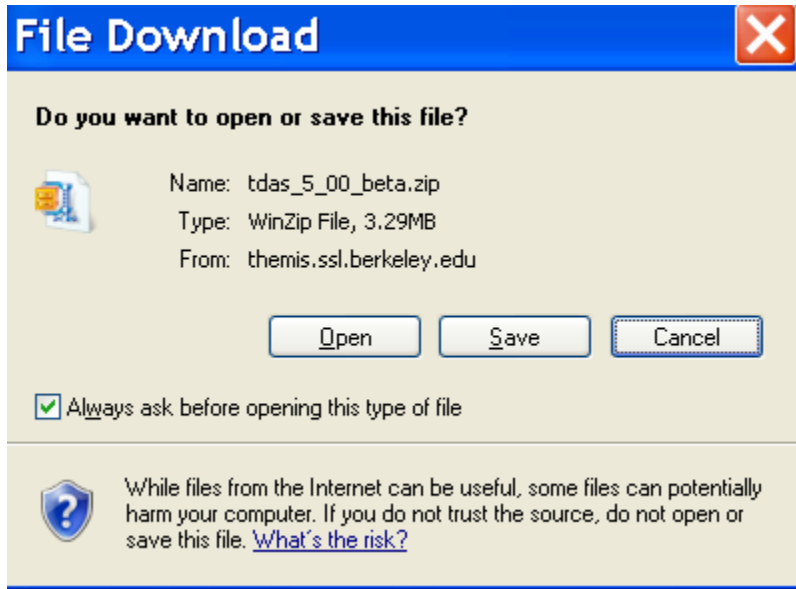 File Download
Do you want to open or save this file?
Name: tdas_5_00_beta.zip
Type: WinZip File, 3.29MB
From: themis.ssl.berkeley.edu
Open Save Cancel
Always ask before opening this type of file
While files from the Internet can be useful, some files can potentially
harm your computer. If you do not trust the source, do not open or
save this file. What's the risk?